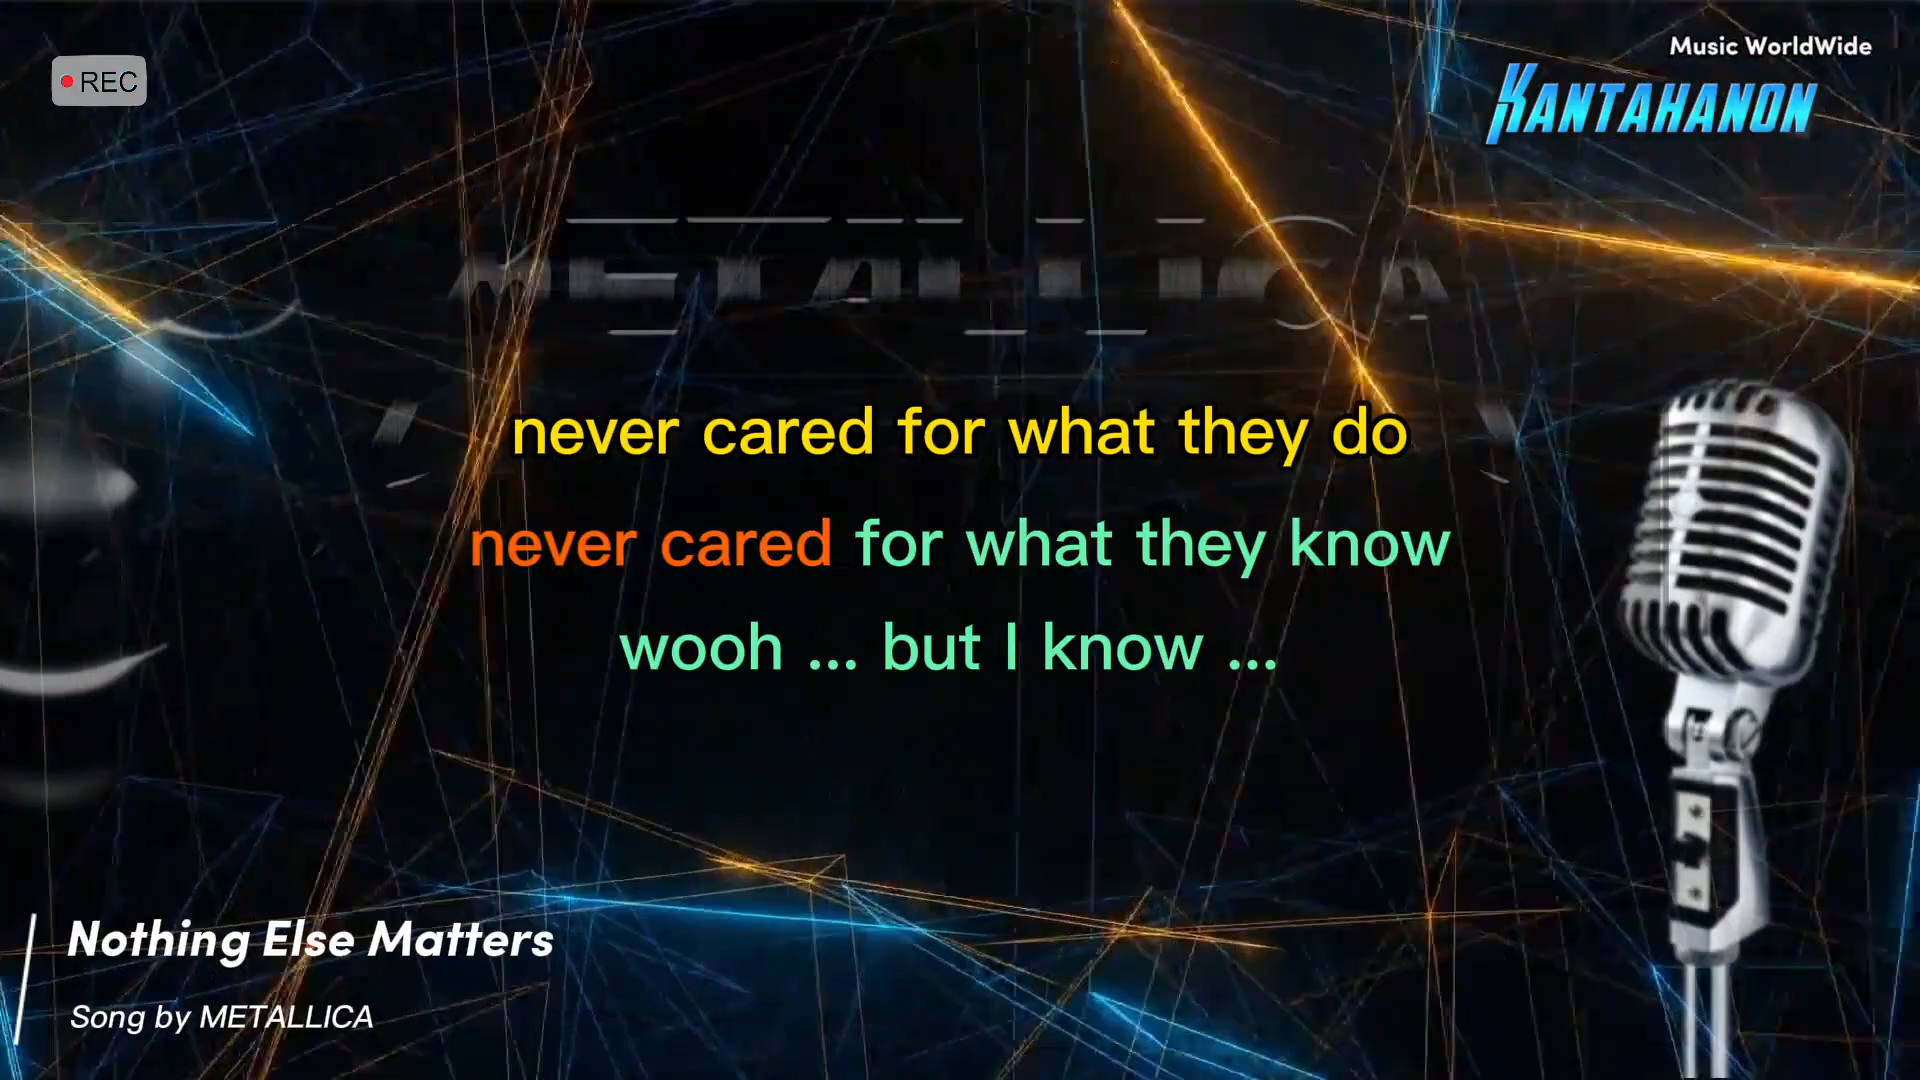 REC
Music WorldWide
KANTAHANON
METALLICA
never cared for what they do
never cared for what they know
wooh ... but I know ...
Nothing Else Matters
Song by METALLICA